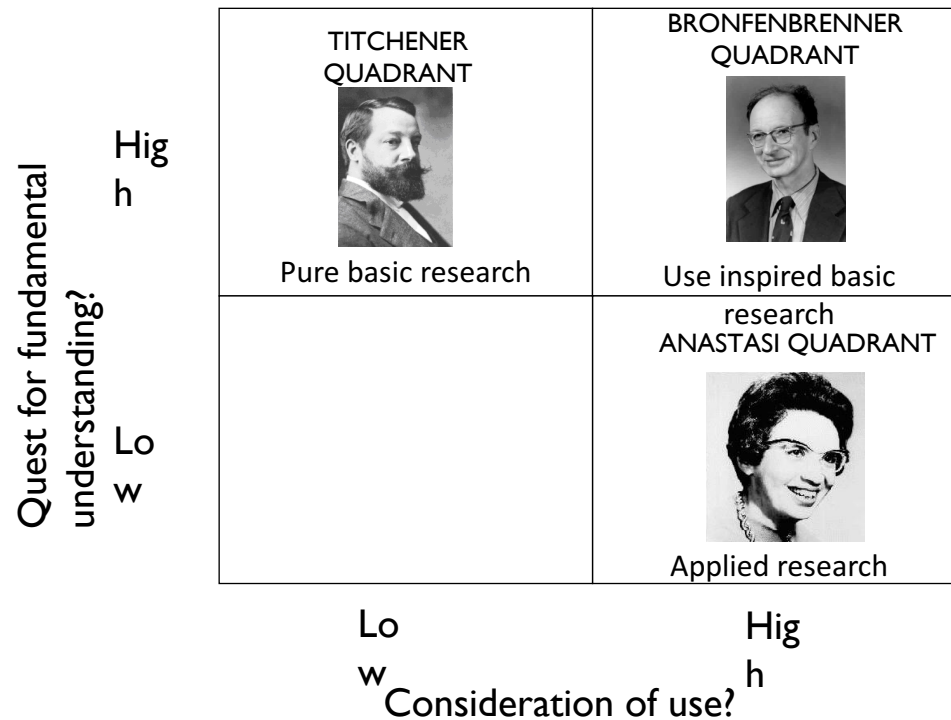 TITCHENER
QUADRANT
Pure basic research
BRONFENBRENNER
QUADRANT
Use inspired basic
research
ANASTASI QUADRANT
Applied research
Quest for fundamental
understanding?
Hig
h
Lo
w
Lo
w
Hig
h
Consideration of use?